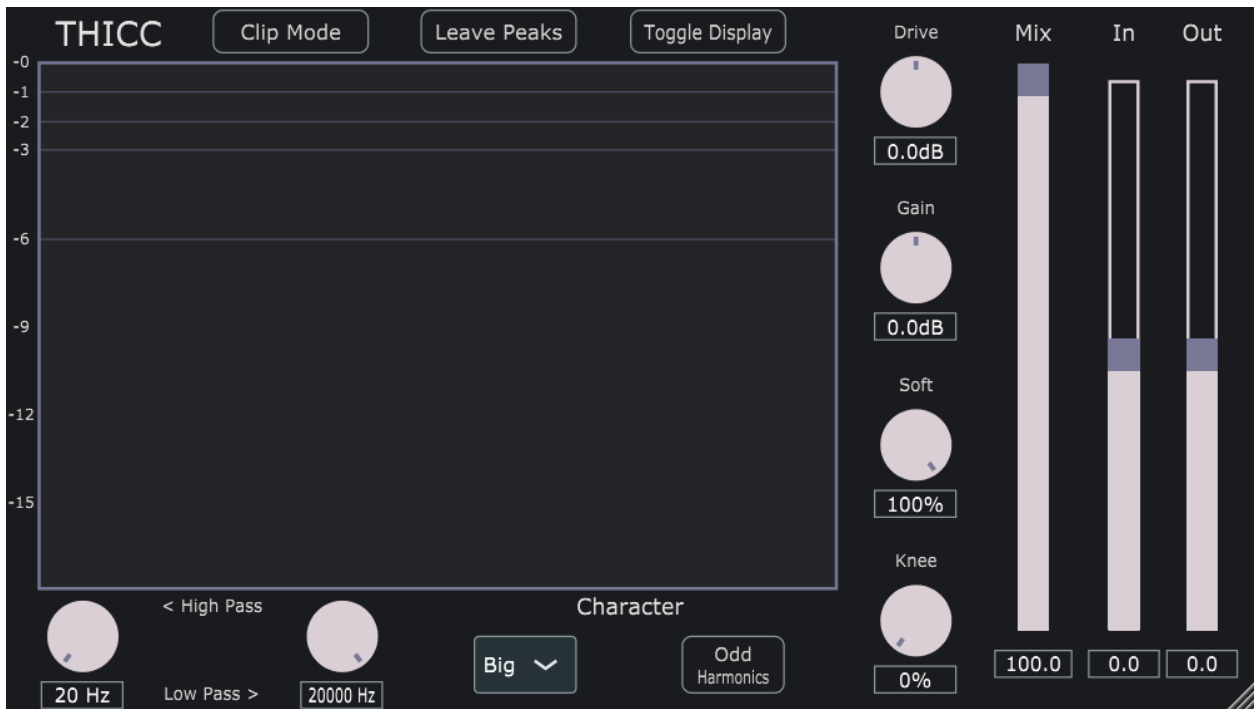 THICC
Clip Mode
Leave Peaks
Toggle Display
Drive
Mix
In
Out
-0
-1
-2
-3
-6
-9
-12
-15
0.0dB
Gain
0.0dB
Soft
100%
Knee
0%
100.0
0.0
0.0
< High Pass
Low Pass >
20 Hz
20000 Hz
Character
Big
Odd
Harmonics